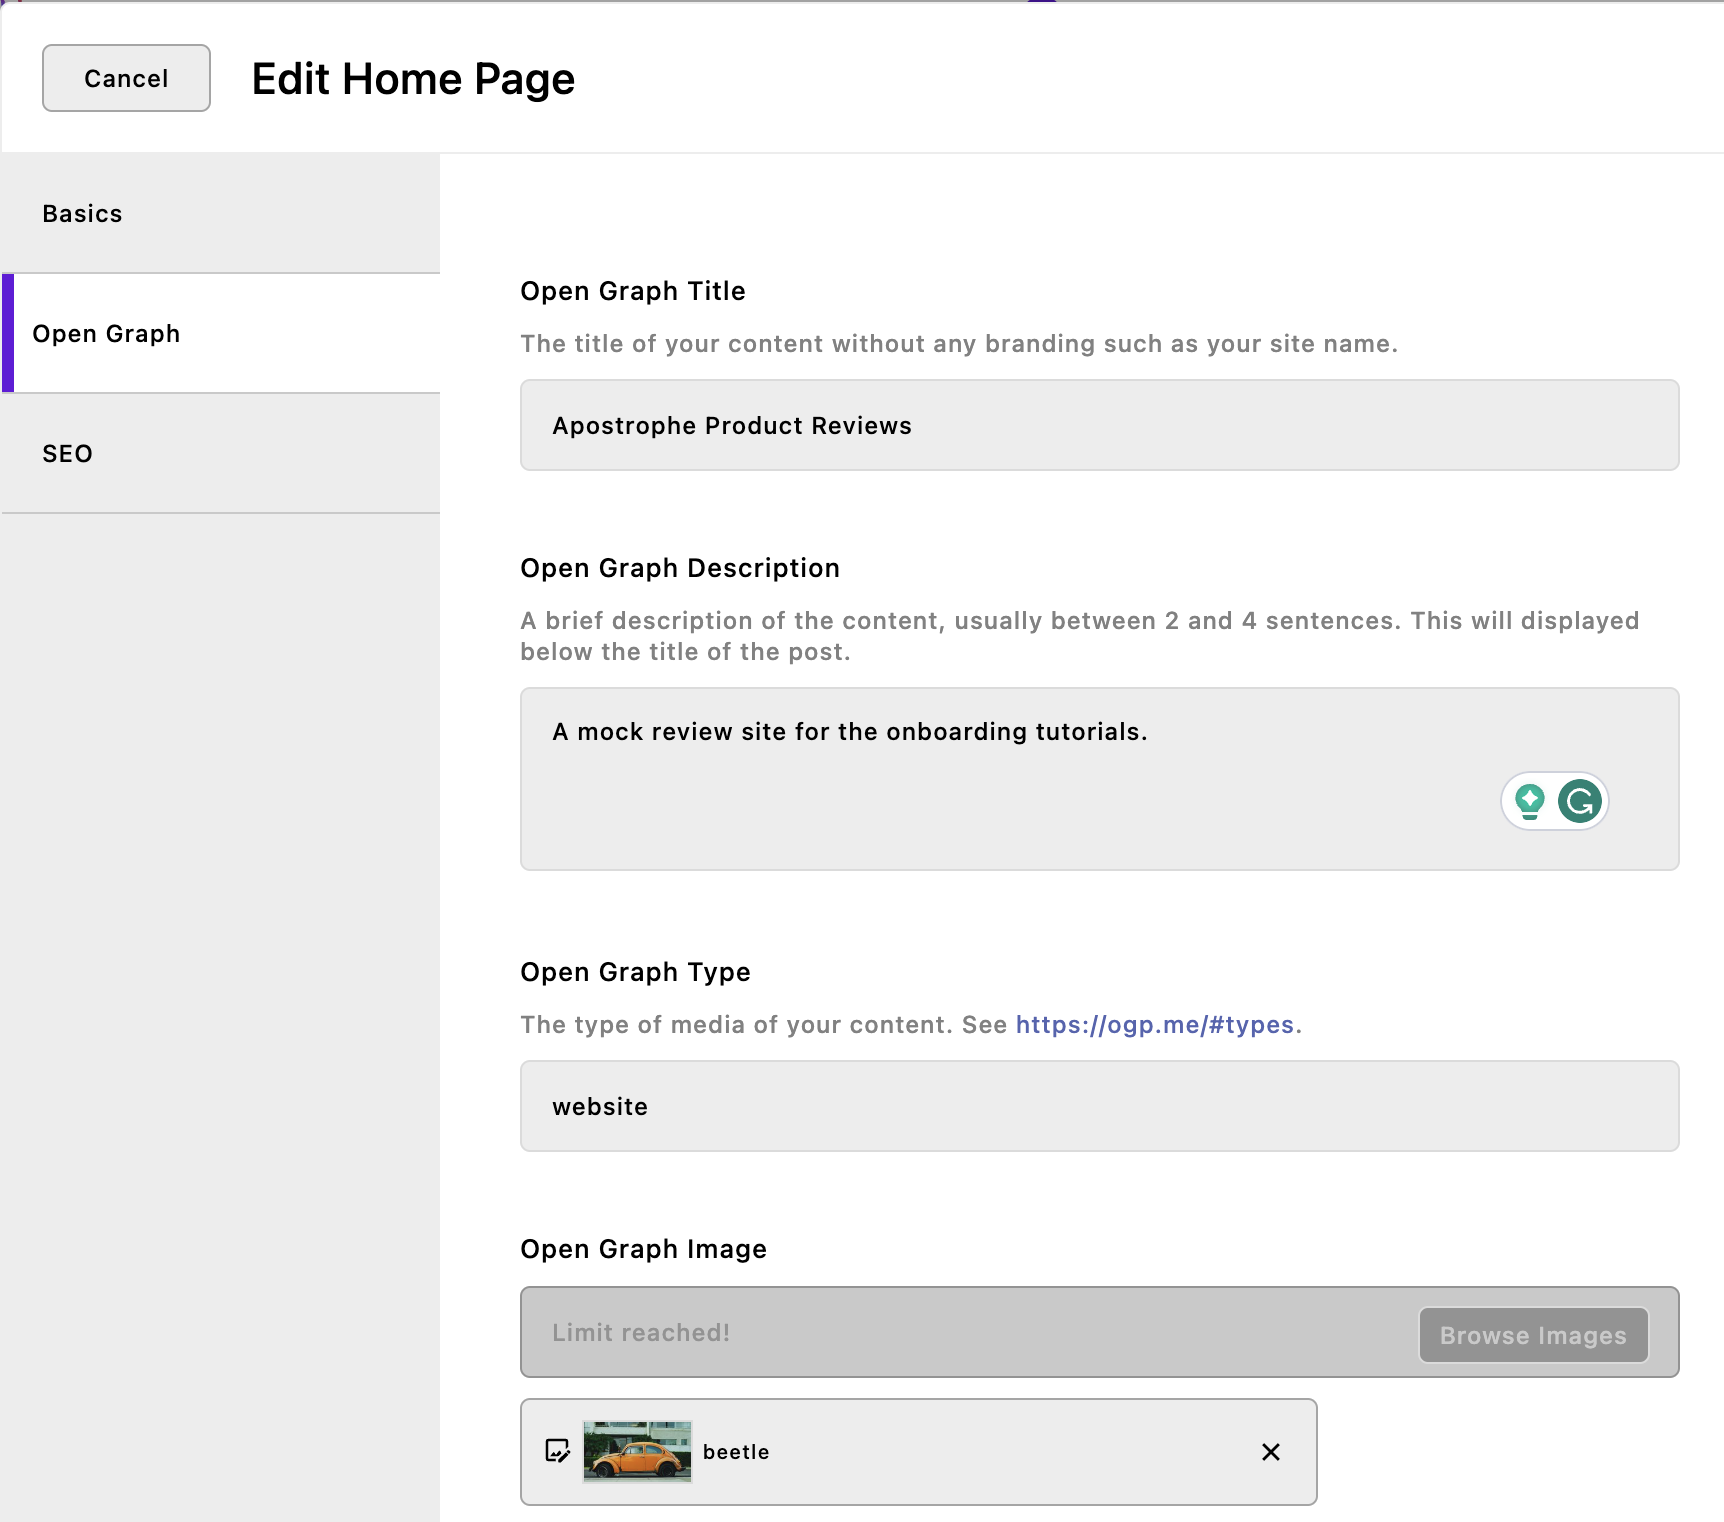 Cancel
Edit Home Page
Basics
Open Graph
SEO
Open Graph Title
The title of your content without any branding such as your site name.
Apostrophe Product Reviews
Open Graph Description
A brief description of the content, usually between 2 and 4 sentences. This will displayed
below the title of the post.
A mock review site for the onboarding tutorials.
Open Graph Type
The type of media of your content. See https://ogp.me/#types.
website
Open Graph Image
Limit reached!
Browse Images
beetle